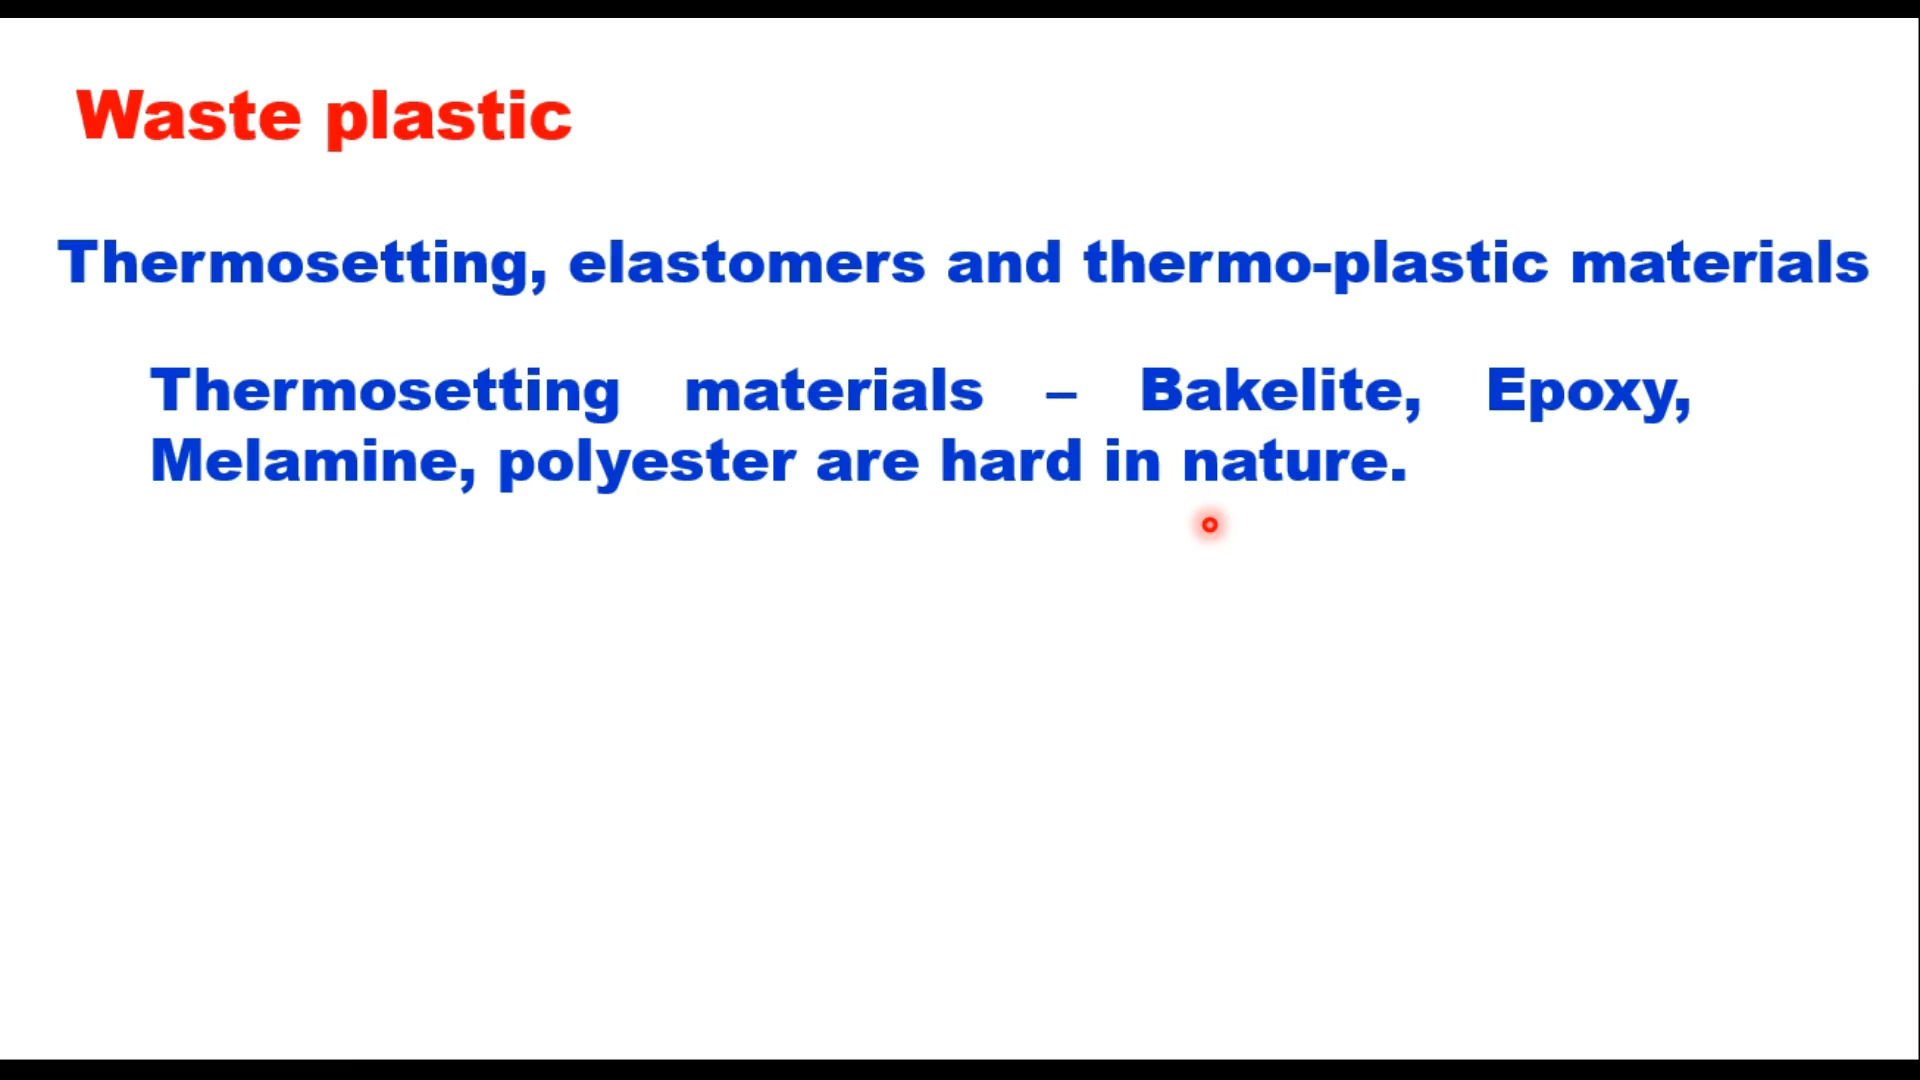 Waste plastic
Thermosetting, elastomers and thermo-plastic materials
Thermosetting materials – Bakelite, Epoxy,
Melamine, polyester are hard in nature.